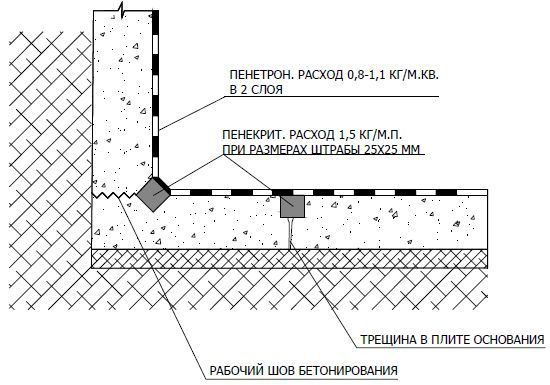 ПЕНЕТРОН. РАСХОД 0,8-1,1 КГ/М.КВ.
В 2 СЛОЯ
ПЕНЕКРИТ. РАСХОД 1,5 КГ/М.П.
ПРИ РАЗМЕРАХ ШТРАБЫ 25Х25 ММ
ТРЕЩИНА В ПЛИТЕ ОСНОВАНИЯ
РАБОЧИЙ ШОВ БЕТОНИРОВАНИЯ